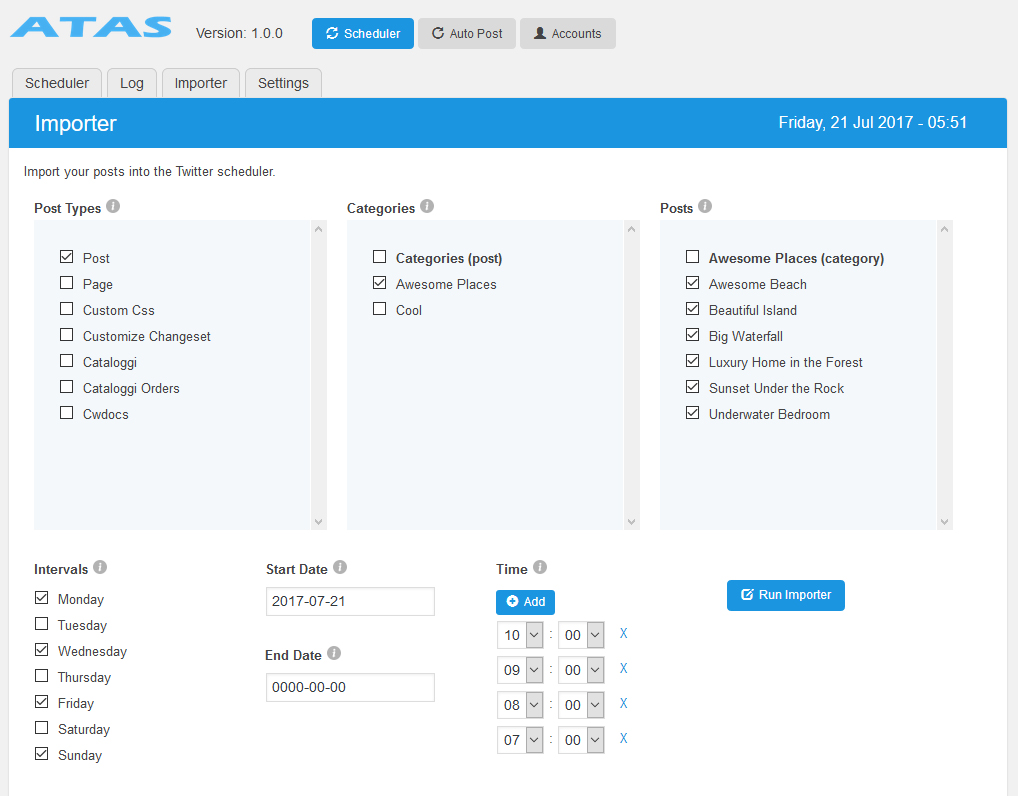 ATAS Version: 1.0.0 Scheduler Auto Post Accounts
Scheduler Log Importer Settings
Importer Friday, 21 Jul 2017 - 05:51
Import your posts into the Twitter scheduler.
Post Types
Post
Page
Custom Css
Customize Changeset
Cataloggi
Cataloggi Orders
Cwdocs
Categories
Categories (post)
Awesome Places
Cool
Posts
Awesome Places (category)
Awesome Beach
Beautiful Island
Big Waterfall
Luxury Home in the Forest
Sunset Under the Rock
Underwater Bedroom
Intervals
Monday
Tuesday
Wednesday
Thursday
Friday
Saturday
Sunday
Start Date
2017-07-21
End Date
0000-00-00
Time
Add
10 : 00 X
09 : 00 X
08 : 00 X
07 : 00 X
Run Importer